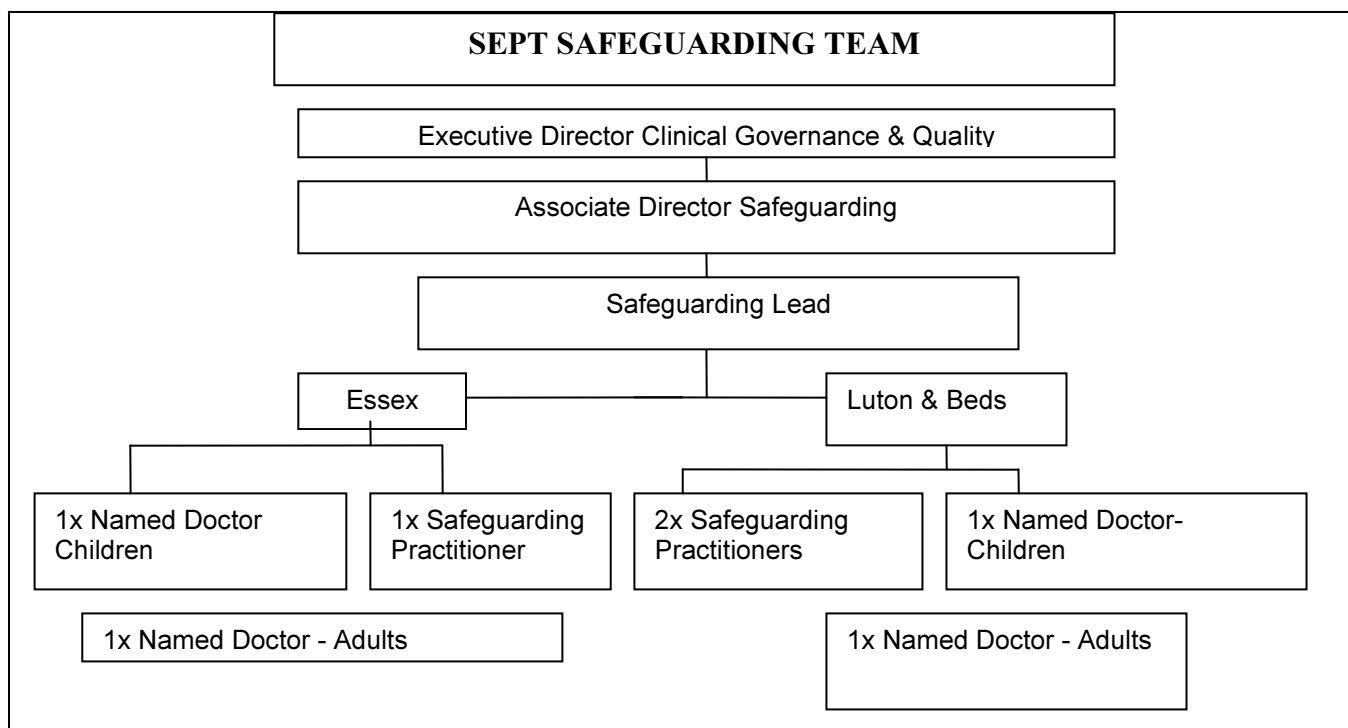 SEPT SAFEGUARDING TEAM
Executive Director Clinical Governance & Quality
Associate Director Safeguarding
Safeguarding Lead
Essex
Luton & Beds
1x Named Doctor
Children
1x Safeguarding
Practitioner
2x Safeguarding
Practitioners
1x Named Doctor-
Children
1x Named Doctor - Adults
1x Named Doctor - Adults